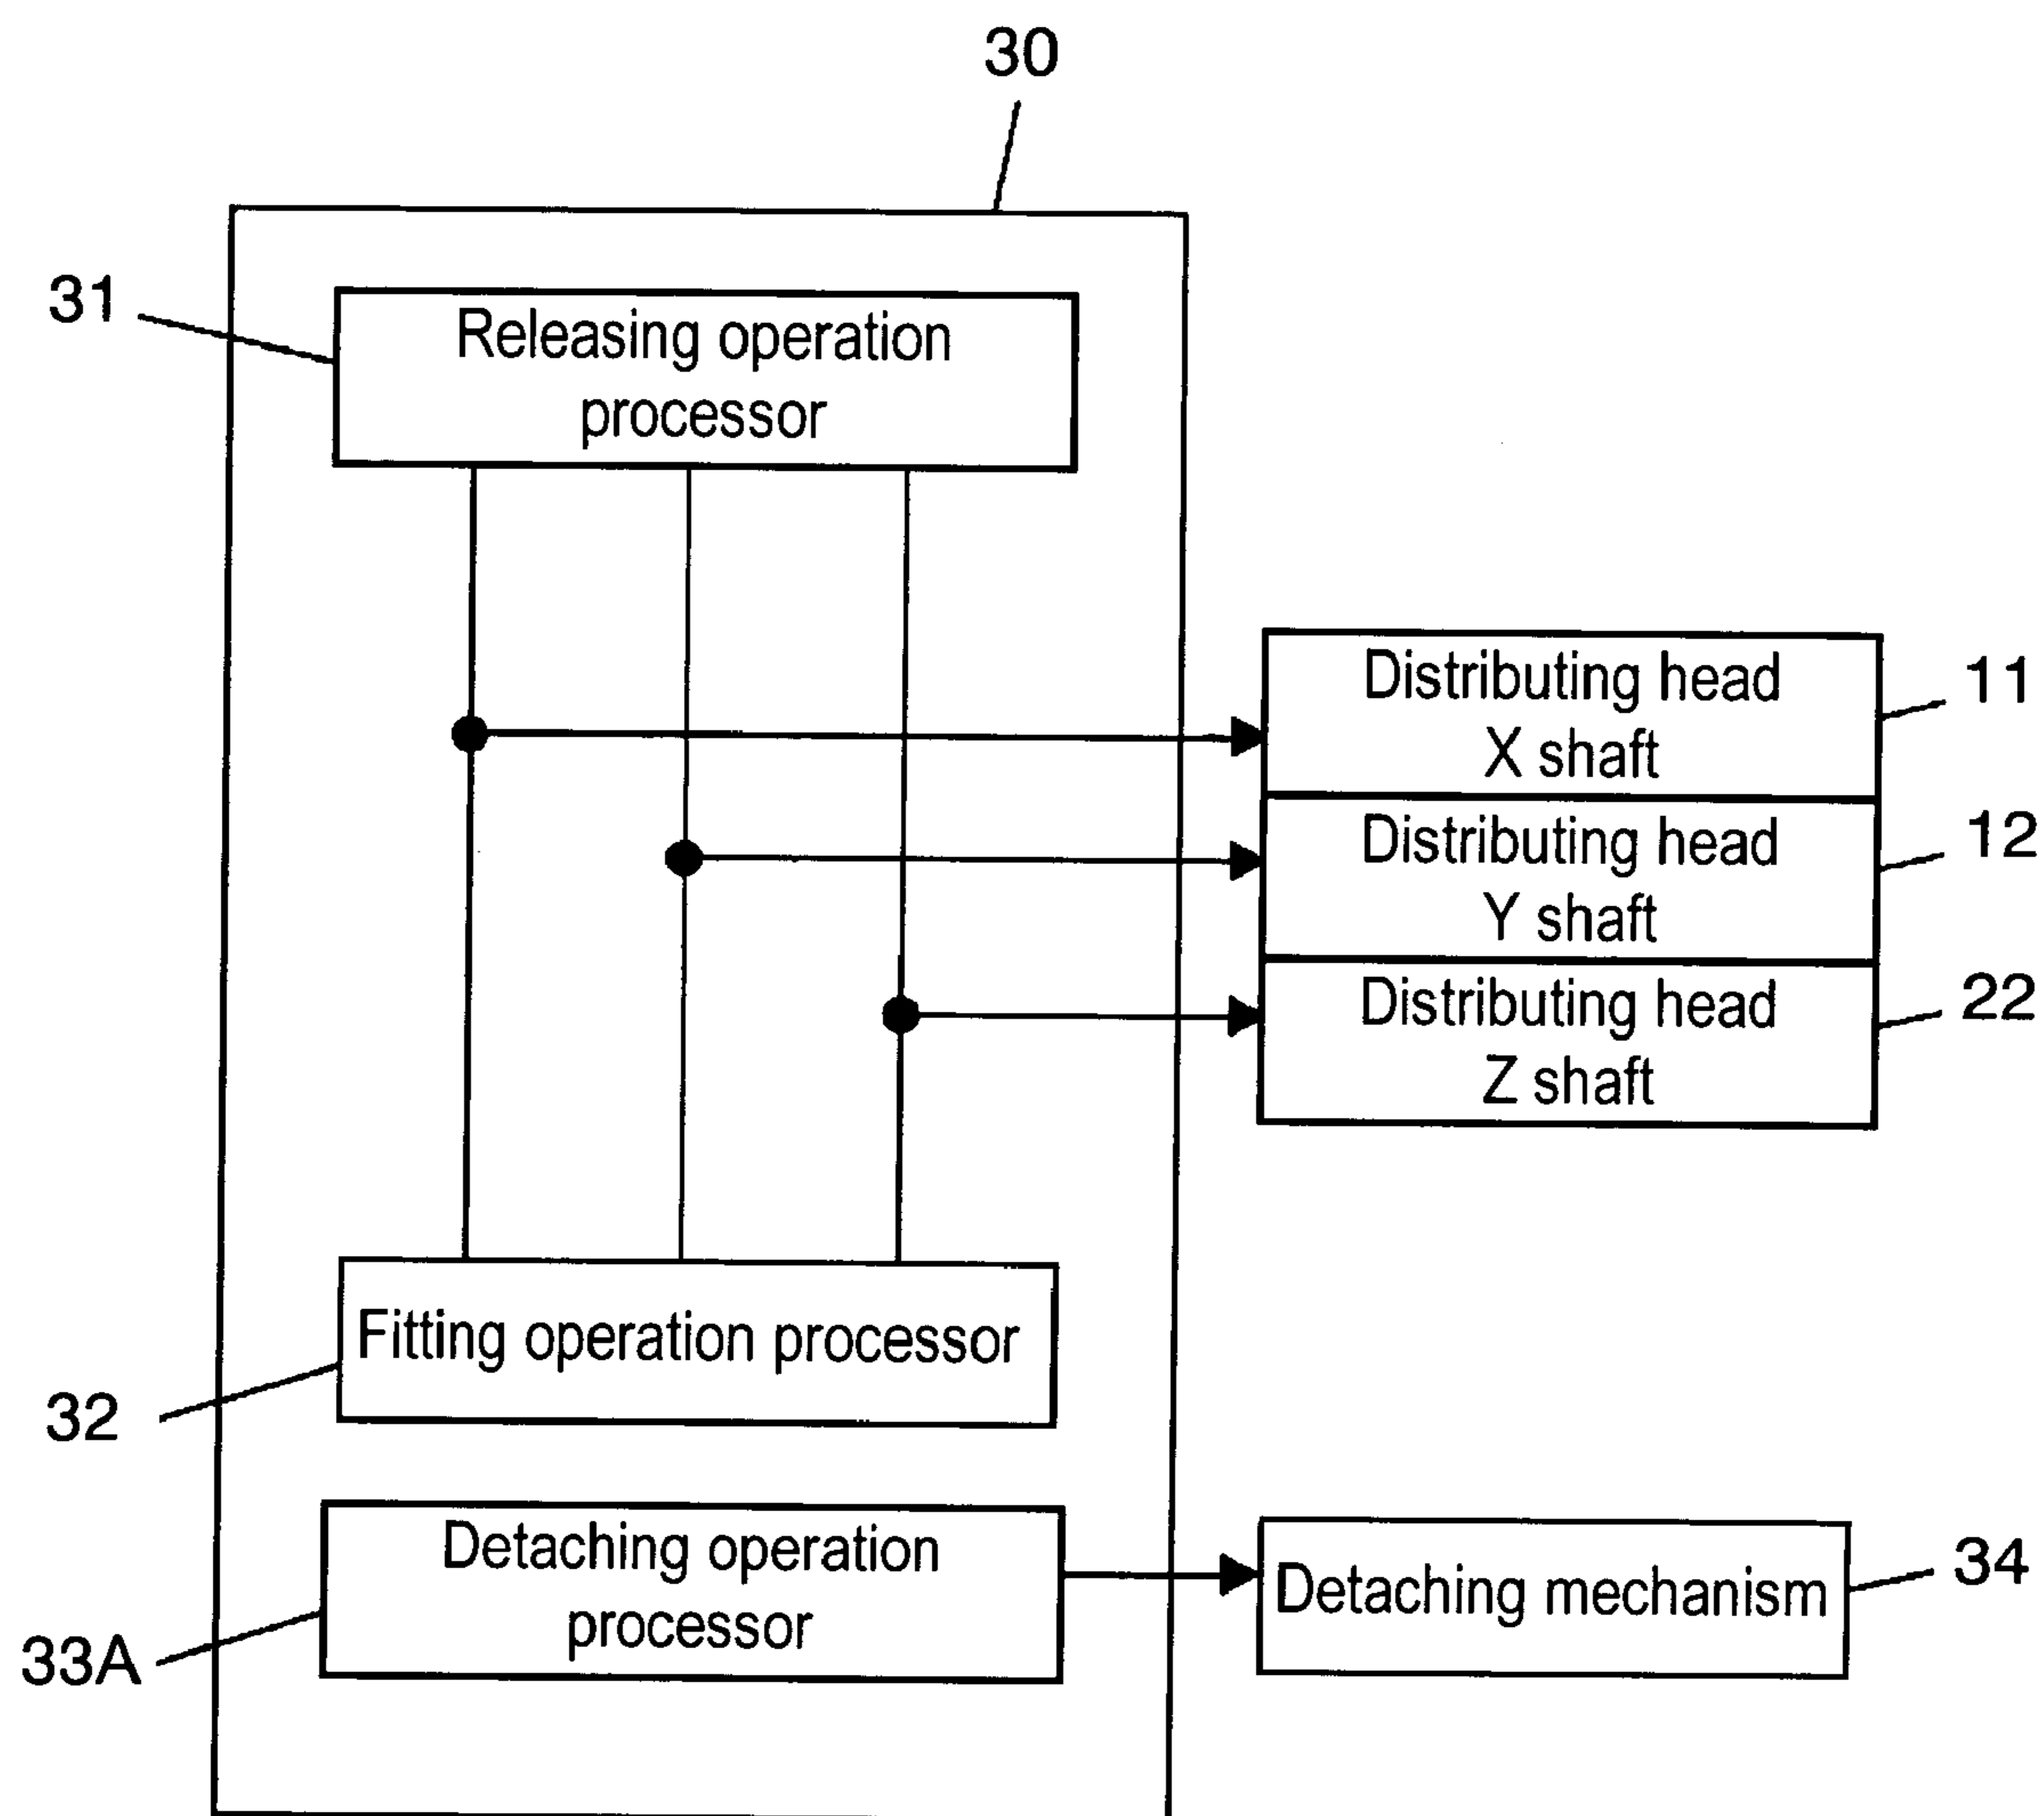 30
31
Releasing operation
processor
Distributing head
X shaft
11
Distributing head
Y shaft
12
Distributing head
Z shaft
22
Fitting operation processor
32
Detaching operation
processor
33A
Detaching mechanism
34